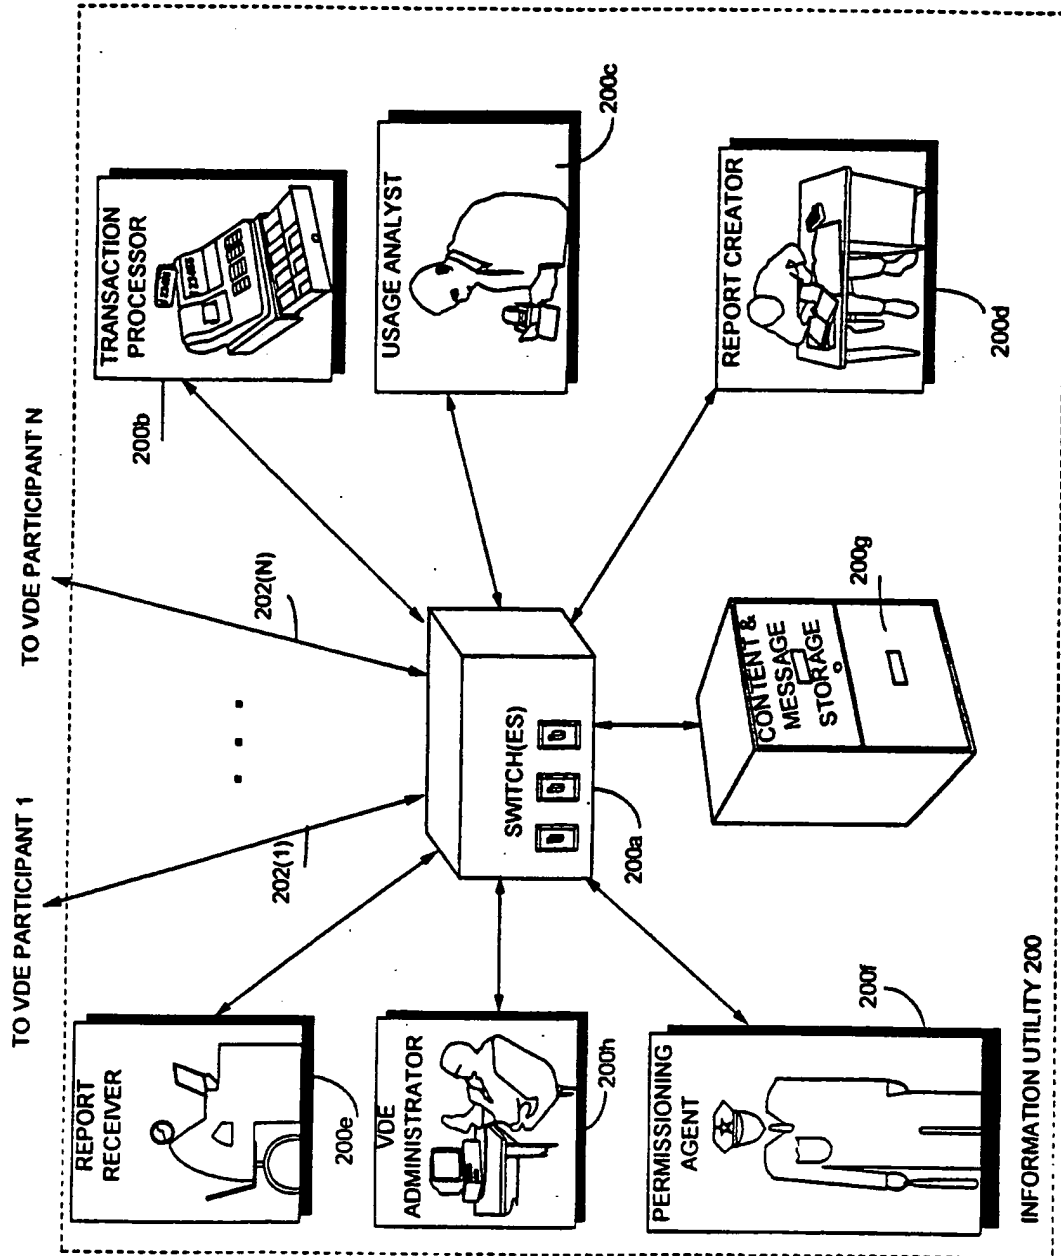 TO VDE PARTICIPANT 1
TO VDE PARTICIPANT N
202(1)
202(N)
REPORT
RECEIVER
200e
TRANSACTION
PROCESSOR
200b
VDE
ADMINISTRATOR
200h
SWITCH(ES)
200a
USAGE ANALYST
200c
PERMISSIONING
AGENT
200f
CONTENT &
MESSAGE
STORAGE
200g
REPORT CREATOR
200d
INFORMATION UTILITY 200